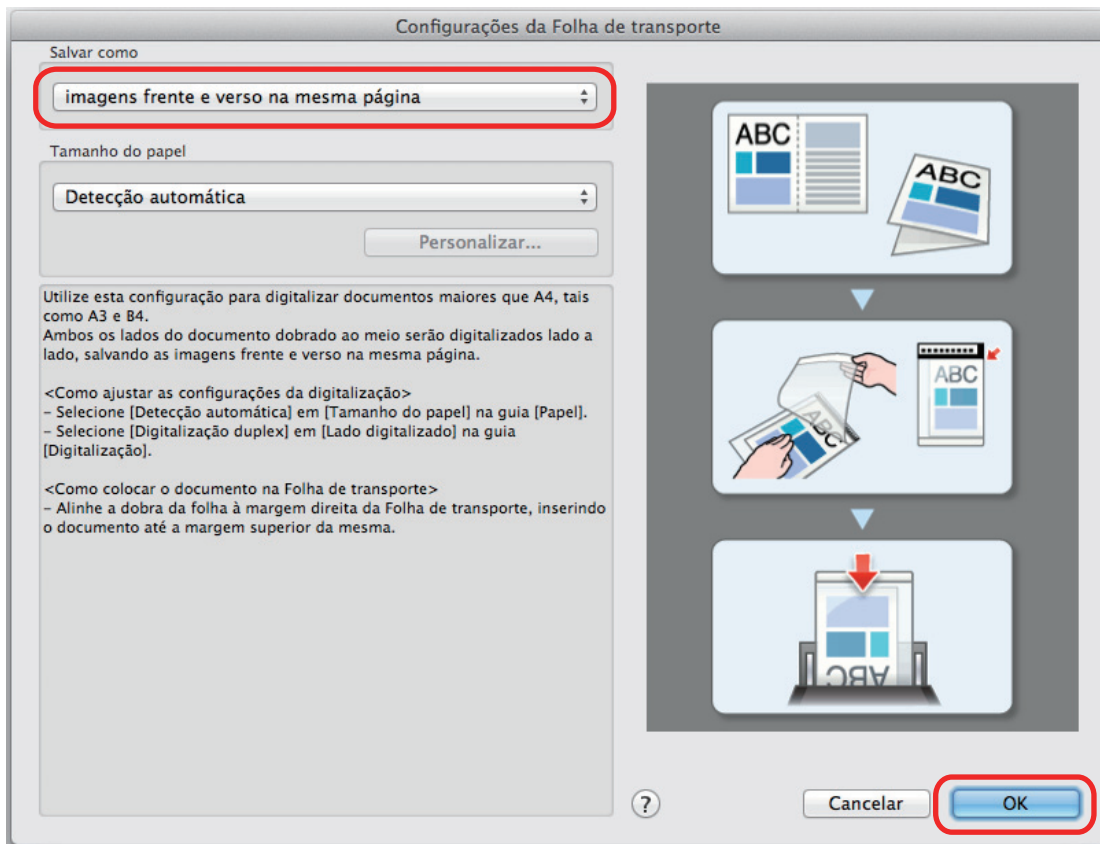 Configurações da Folha de transporte
Salvar como
imagens frente e verso na mesma página
Tamanho do papel
Detecção automática
Personalizar...
Utilize esta configuração para digitalizar documentos maiores que A4, tais
como A3 e B4.
Ambos os lados do documento dobrado ao meio serão digitalizados lado a
lado, salvando as imagens frente e verso na mesma página.
<Como ajustar as configurações da digitalização>
– Selecione [Detecção automática] em [Tamanho do papel] na guia [Papel].
– Selecione [Digitalização duplex] em [Lado digitalizado] na guia
[Digitalização].
<Como colocar o documento na Folha de transporte>
– Alinhe a dobra da folha à margem direita da Folha de transporte, inserindo
o documento até a margem superior da mesma.
ABC
ABC
ABC
ABC
ABC
?
Cancelar
OK